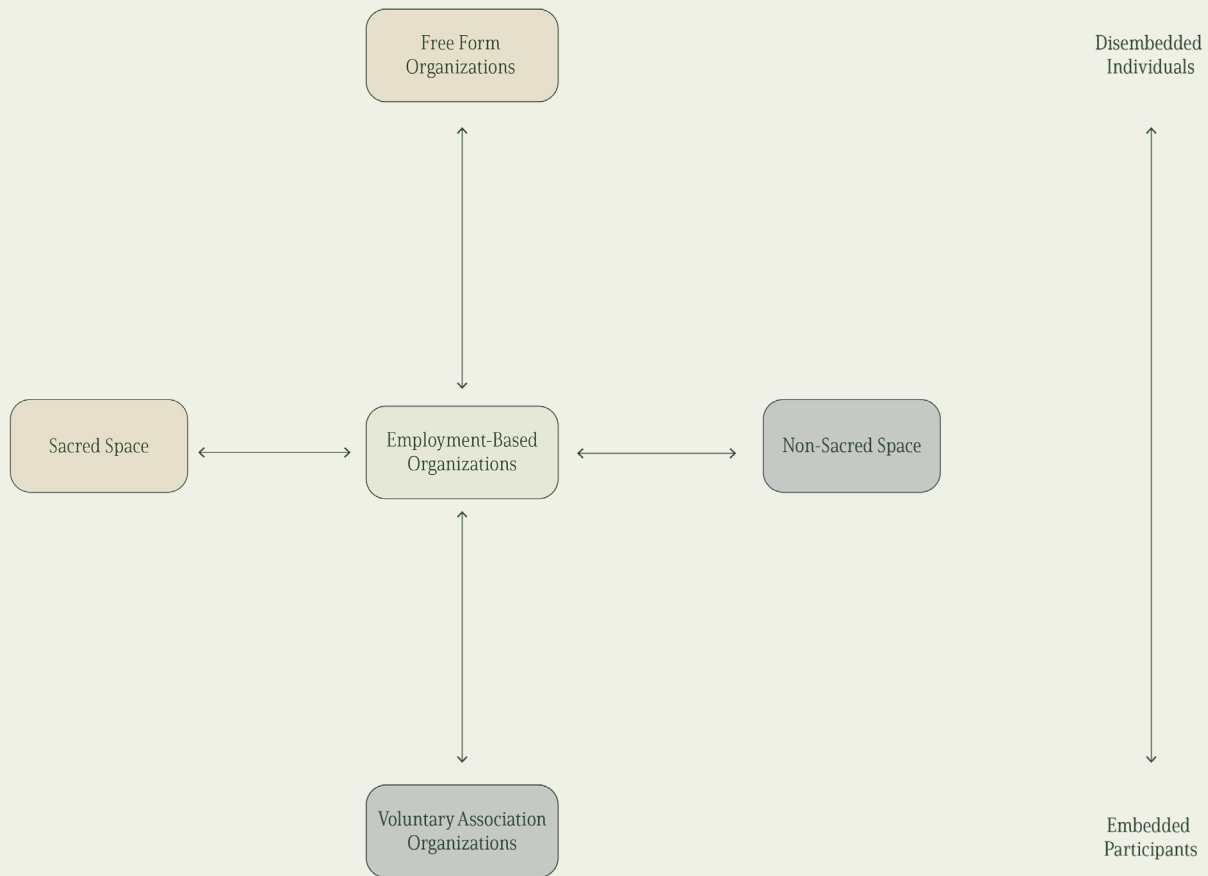 Free Form
Organizations
Disembedded
Individuals
Sacred Space
Employment-Based
Organizations
Non-Sacred Space
Voluntary Association
Organizations
Embedded
Participants